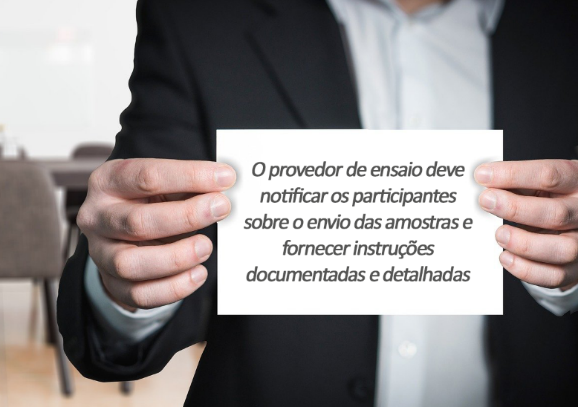 O provedor de ensaio deve
notificar os participantes
sobre o envio das amostras e
fornecer instruções
documentadas e detalhadas